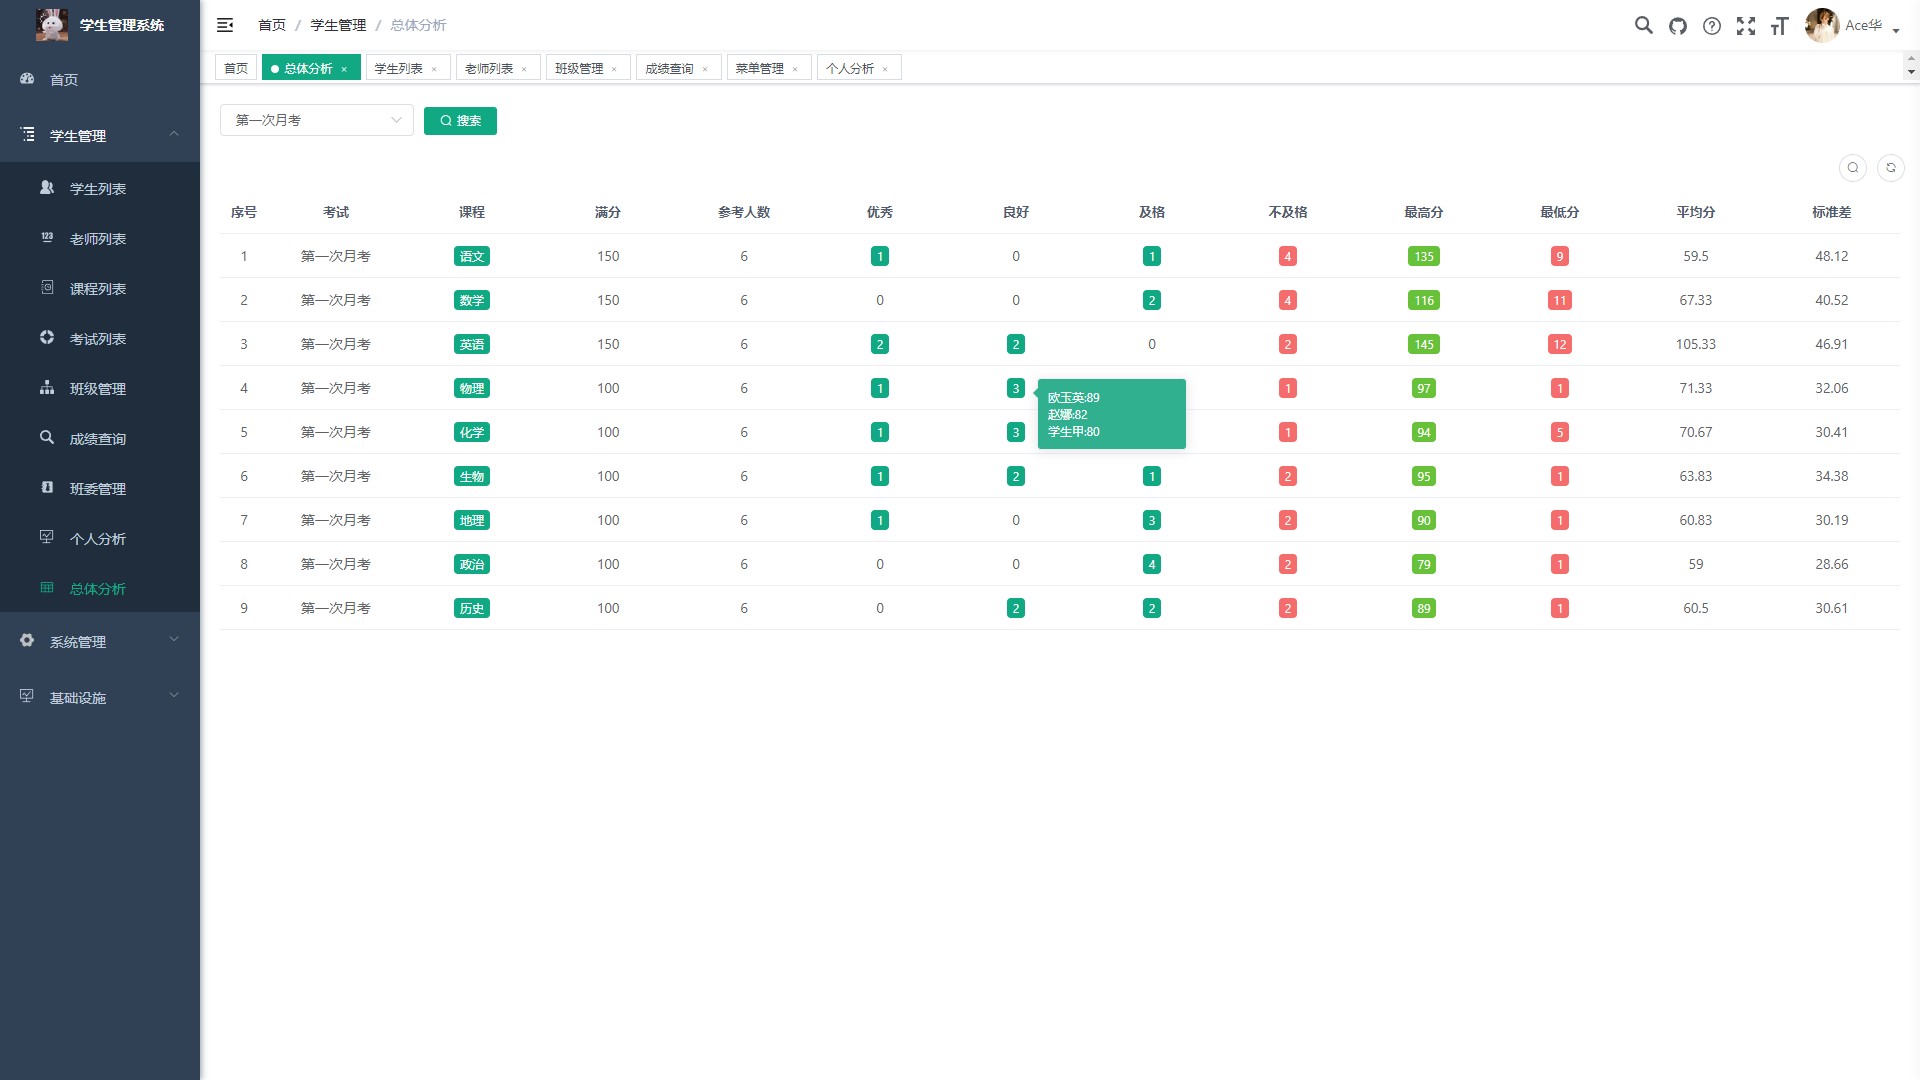 学生管理系统
首页
学生管理
学生列表
老师列表
课程列表
考试列表
班级管理
成绩查询
班委管理
个人分析
总体分析
系统管理
基础设施
首页 / 学生管理 / 总体分析
Ace华
首页 总体分析 × 学生列表 × 老师列表 × 班级管理 × 成绩查询 × 菜单管理 × 个人分析 ×
第一次月考 搜索
序号 考试 课程 满分 参考人数 优秀 良好 及格 不及格 最高分 最低分 平均分 标准差
1 第一次月考 语文 150 6 1 0 1 4 135 9 59.5 48.12
2 第一次月考 数学 150 6 0 0 2 4 116 11 67.33 40.52
3 第一次月考 英语 150 6 2 2 0 2 145 12 105.33 46.91
4 第一次月考 物理 100 6 1 3 1 97 1 71.33 32.06
欧玉英:89
赵娜:82
学生甲:80
5 第一次月考 化学 100 6 1 3 1 94 5 70.67 30.41
6 第一次月考 生物 100 6 1 2 1 2 95 1 63.83 34.38
7 第一次月考 地理 100 6 1 0 3 2 90 1 60.83 30.19
8 第一次月考 政治 100 6 0 0 4 2 79 1 59 28.66
9 第一次月考 历史 100 6 0 2 2 2 89 1 60.5 30.61